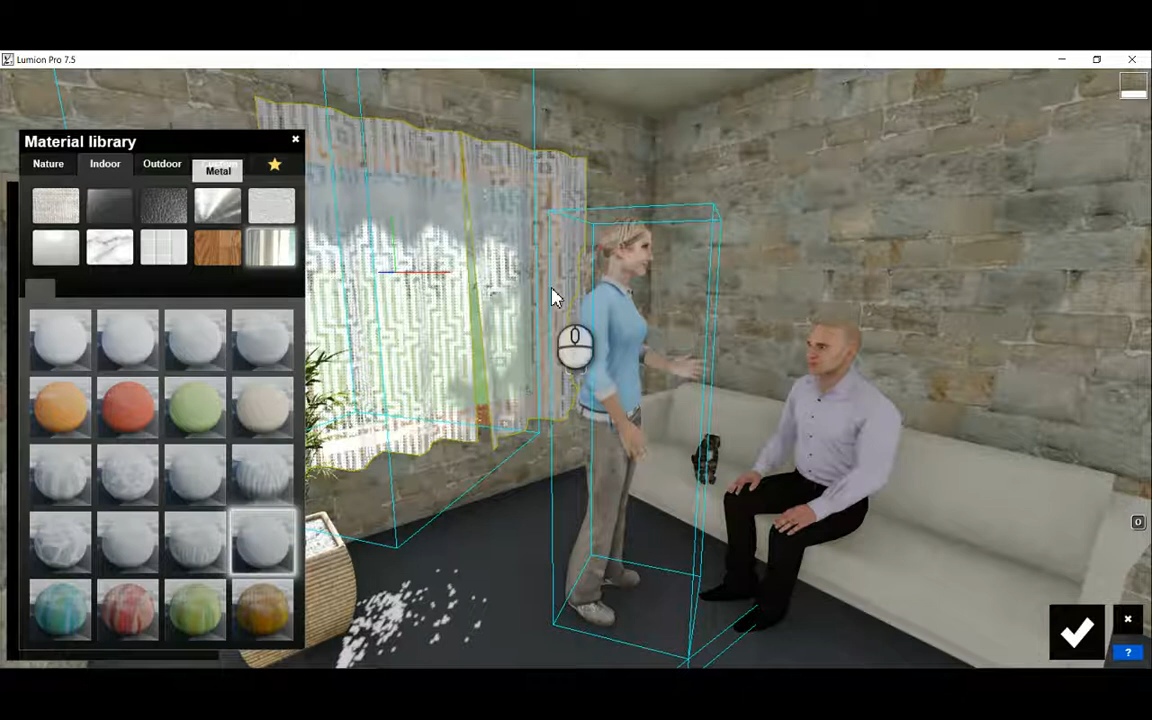 Lumion Pro 7.5
Material library
Nature Indoor Outdoor
Metal
0
?